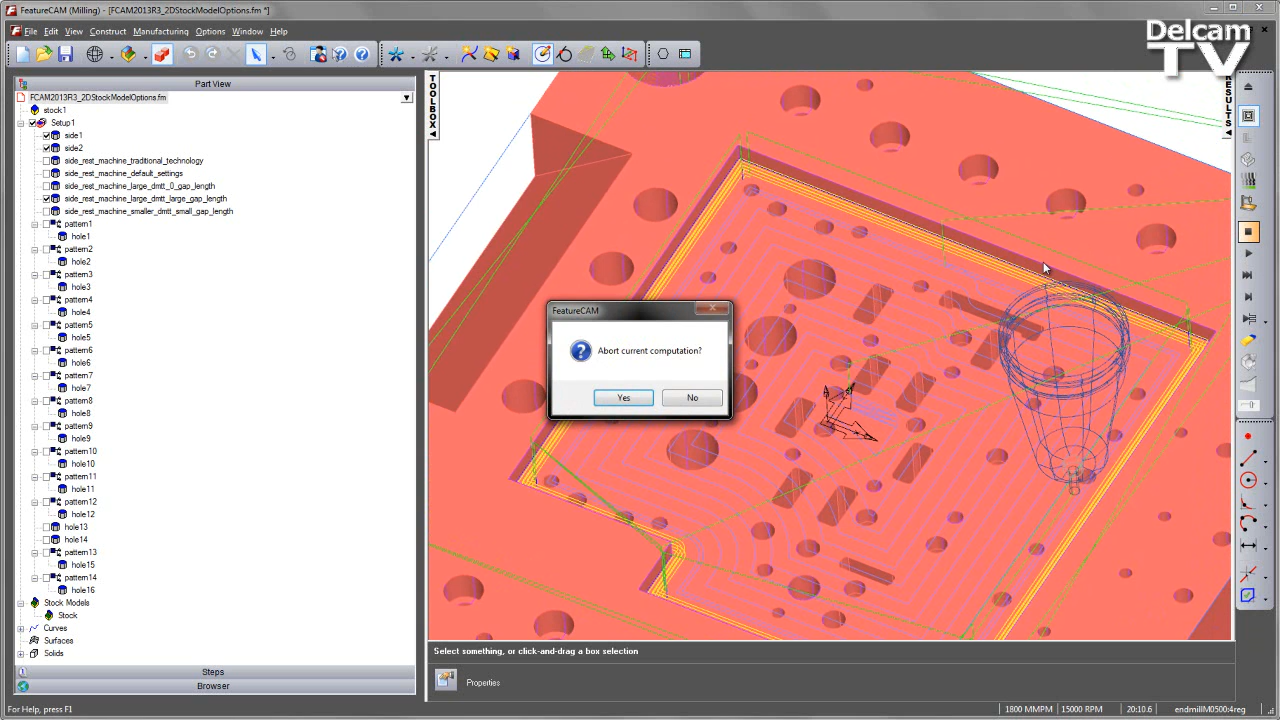 FeatureCAM (Milling) - [FCAM2013R3_2DStockModelOptions.fm *]
File Edit View Construct Manufacturing Options Window Help
Delcam
TV
Part View
FCAM2013R3_2DStockModelOptions.fm
stock1
Setup1
side1
side2
side_rest_machine_traditional_technology
side_rest_machine_default_settings
side_rest_machine_large_dmtt_0_gap_length
side_rest_machine_large_dmtt_large_gap_length
side_rest_machine_smaller_dmtt_small_gap_length
pattern1
hole1
pattern2
hole2
pattern3
hole3
pattern4
hole4
pattern5
hole5
pattern6
hole6
pattern7
hole7
pattern8
hole8
pattern9
hole9
pattern10
hole10
pattern11
hole11
pattern12
hole12
hole13
hole14
pattern13
hole15
pattern14
hole16
Stock Models
Stock
Curves
Surfaces
Solids
Steps
Browser
TOOLBOX
RESULTS
FeatureCAM
Abort current computation?
Yes No
Select something, or click-and-drag a box selection
Properties
For Help, press F1
1800 MMPM 15000 RPM 20:10.6 endmillM0500:4reg